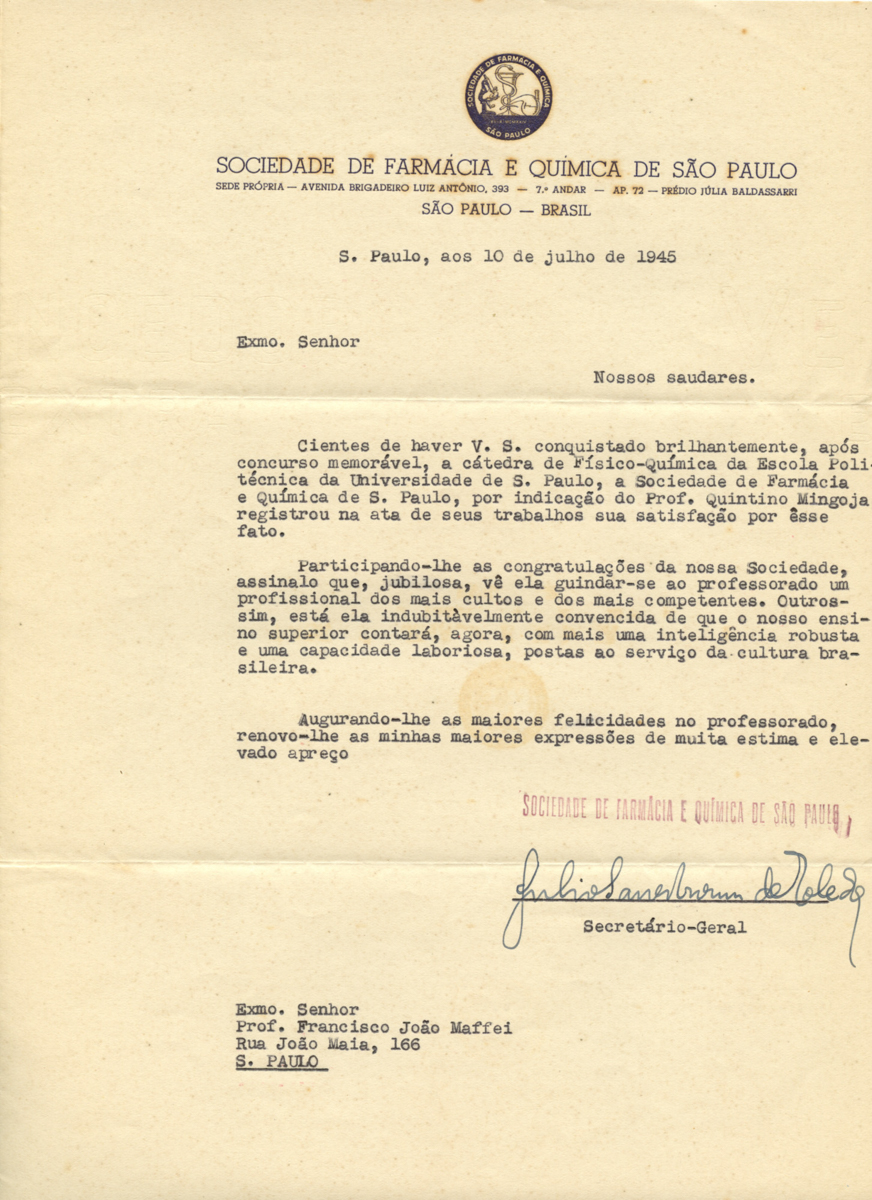 SOCIEDADE DE FARMACIA E QUIMICA
SÃO PAULO
SOCIEDADE DE FARMÁCIA E QUÍMICA DE SÃO PAULO
SEDE PRÓPRIA — AVENIDA BRIGADEIRO LUIZ ANTÔNIO, 393 — 7.º ANDAR — AP. 72 — PRÉDIO JÚLIA BALDASSARRI
SÃO PAULO — BRASIL
S. Paulo, aos 10 de julho de 1945
Exmo. Senhor
Nossos saudares.
Cientes de haver V. S. conquistado brilhantemente, após
concurso memorável, a cátedra de Físico-Química da Escola Poli-
técnica da Universidade de S. Paulo, a Sociedade de Farmácia
e Química de S. Paulo, por indicação do Prof. Quintino Mingoja
registrou na ata de seus trabalhos sua satisfação por êsse
fato.
Participando-lhe as congratulações da nossa Sociedade,
assinalo que, jubilosa, vê ela guindar-se ao professorado um
profissional dos mais cultos e dos mais competentes. Outros-
sim, está ela indubitàvelmente convencida de que o nosso ensi-
no superior contará, agora, com mais uma inteligência robusta
e uma capacidade laboriosa, postas ao serviço da cultura bra-
sileira.
Augurando-lhe as maiores felicidades no professorado,
renovo-lhe as minhas maiores expressões de muita estima e ele-
vado apreço
SOCIEDADE DE FARMÁCIA E QUÍMICA DE SÃO PAULO
Julio Sauerbronn de Toledo
Secretário-Geral
Exmo. Senhor
Prof. Francisco João Maffei
Rua João Maia, 166
S. PAULO